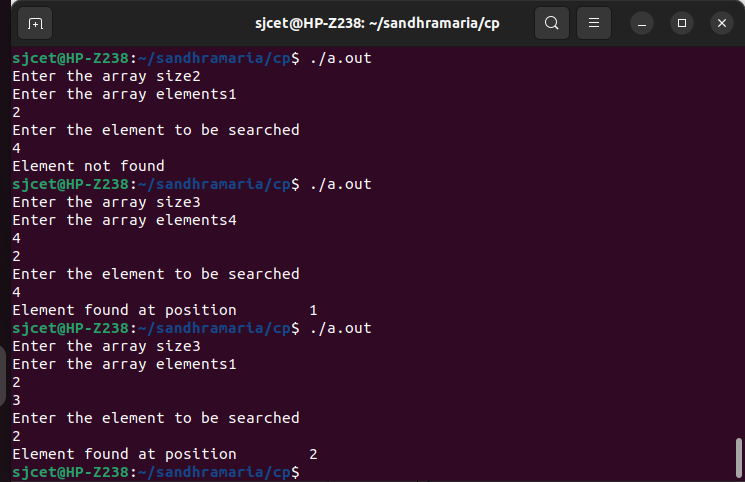 sjcet@HP-Z238: ~/sandhramaria/cp
sjcet@HP-Z238:~/sandhramaria/cp$ ./a.out
Enter the array size2
Enter the array elements1
2
Enter the element to be searched
4
Element not found
sjcet@HP-Z238:~/sandhramaria/cp$ ./a.out
Enter the array size3
Enter the array elements4
4
2
Enter the element to be searched
4
Element found at position        1
sjcet@HP-Z238:~/sandhramaria/cp$ ./a.out
Enter the array size3
Enter the array elements1
2
3
Enter the element to be searched
2
Element found at position        2
sjcet@HP-Z238:~/sandhramaria/cp$